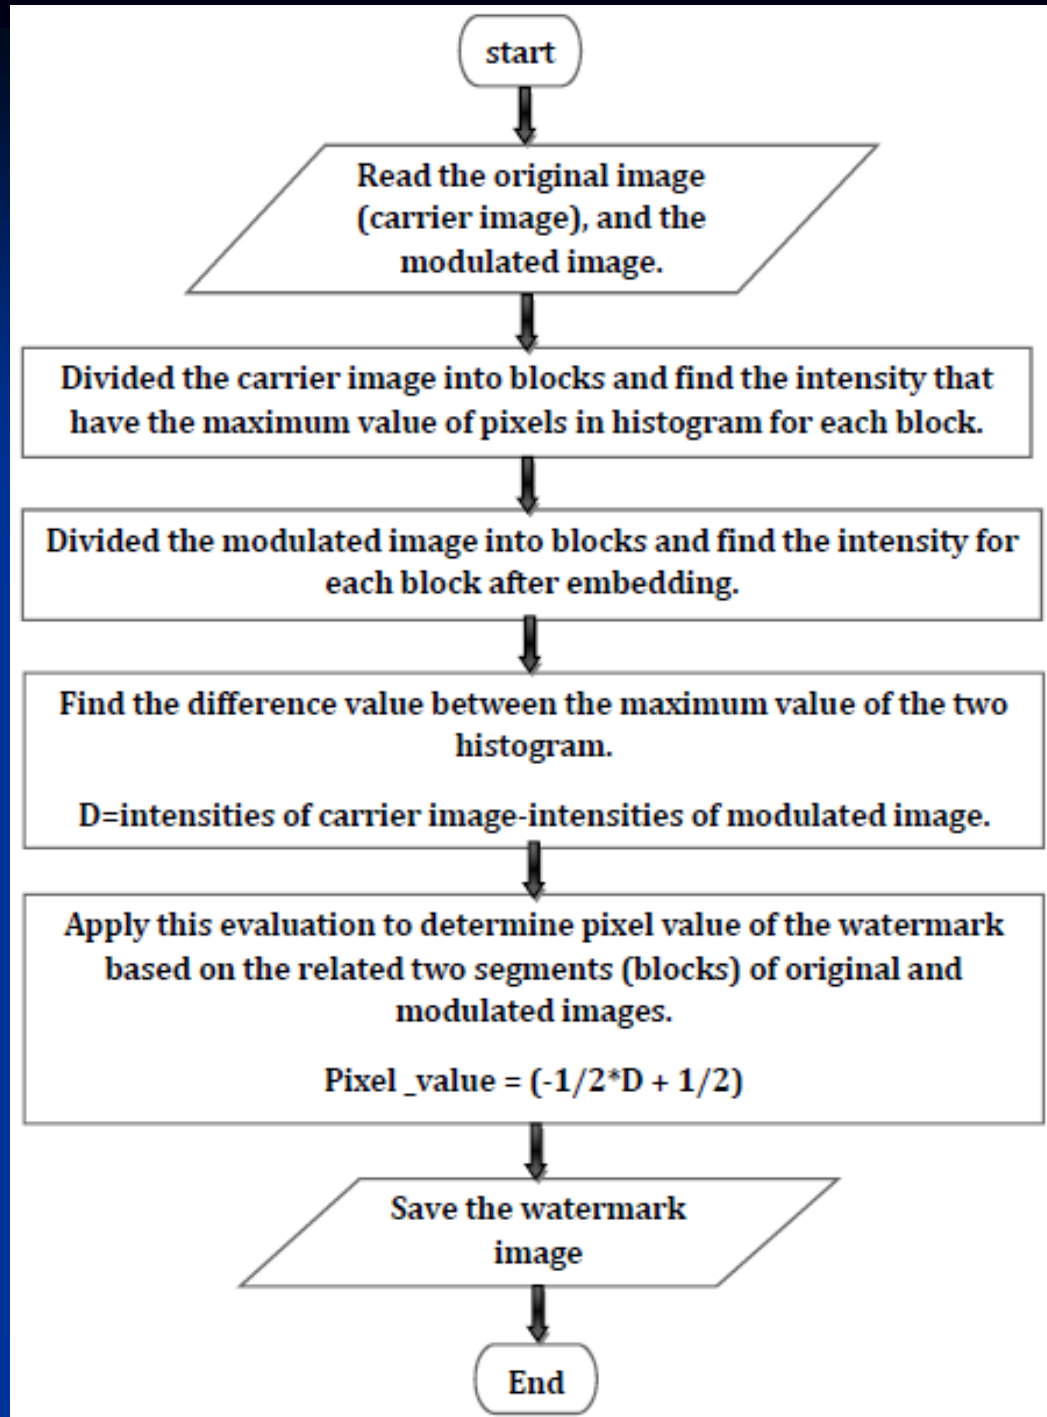 start
Read the original image
(carrier image), and the
modulated image.
Divided the carrier image into blocks and find the intensity that
have the maximum value of pixels in histogram for each block.
Divided the modulated image into blocks and find the intensity for
each block after embedding.
Find the difference value between the maximum value of the two
histogram.
D=intensities of carrier image-intensities of modulated image.
Apply this evaluation to determine pixel value of the watermark
based on the related two segments (blocks) of original and
modulated images.
Pixel _value = (-1/2*D + 1/2)
Save the watermark
image
End